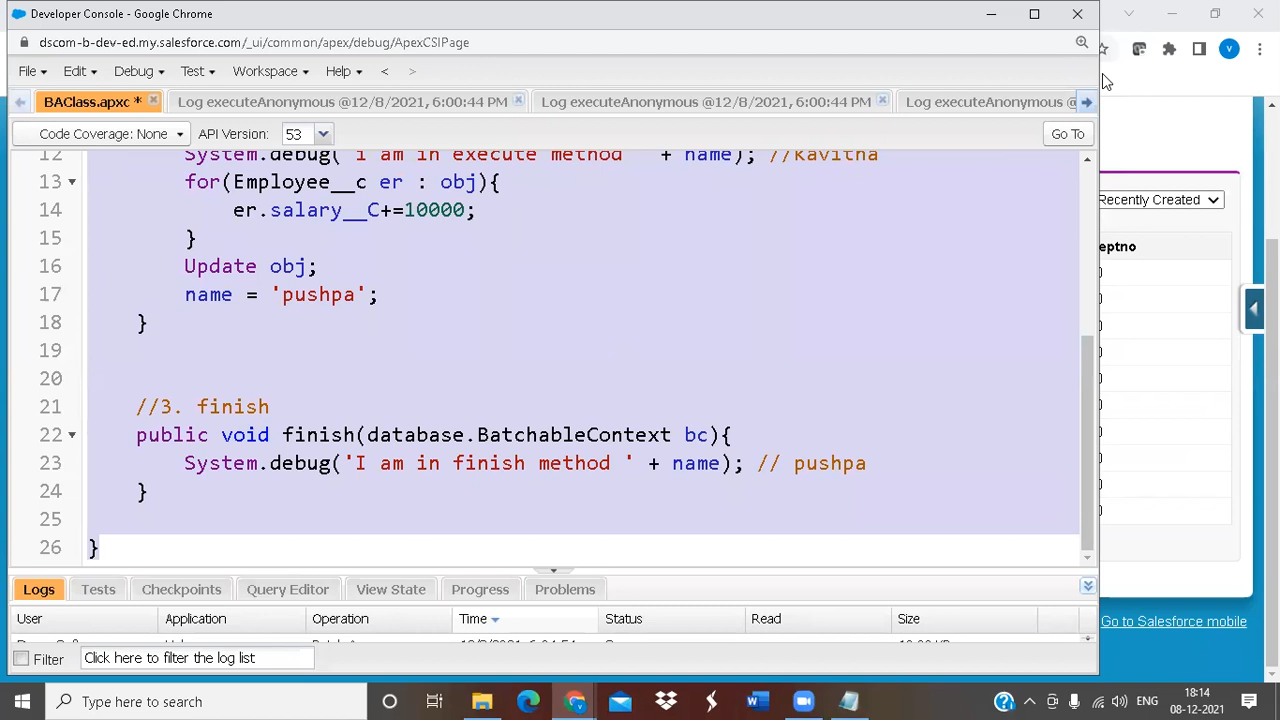 Developer Console - Google Chrome
dscom-b-dev-ed.my.salesforce.com/_ui/common/apex/debug/ApexCSIPage
File Edit Debug Test Workspace Help < >
BAClass.apxc * Log executeAnonymous @12/8/2021, 6:00:44 PM Log executeAnonymous @12/8/2021, 6:00:44 PM Log executeAnonymous @
Code Coverage: None API Version: 53 Go To
12 System.debug( i am in execute method + name); //Kavitha
13 for(Employee__c er : obj){
14 er.salary__C+=10000;
15 }
16 Update obj;
17 name = 'pushpa';
18 }
19
20
21 //3. finish
22 public void finish(database.BatchableContext bc){
23 System.debug('I am in finish method ' + name); // pushpa
24 }
25
26 }
Logs Tests Checkpoints Query Editor View State Progress Problems
User Application Operation Time Status Read Size
Filter Click here to filter the log list
V
Recently Created
eptno
Go to Salesforce mobile
Type here to search
ENG
18:14
08-12-2021